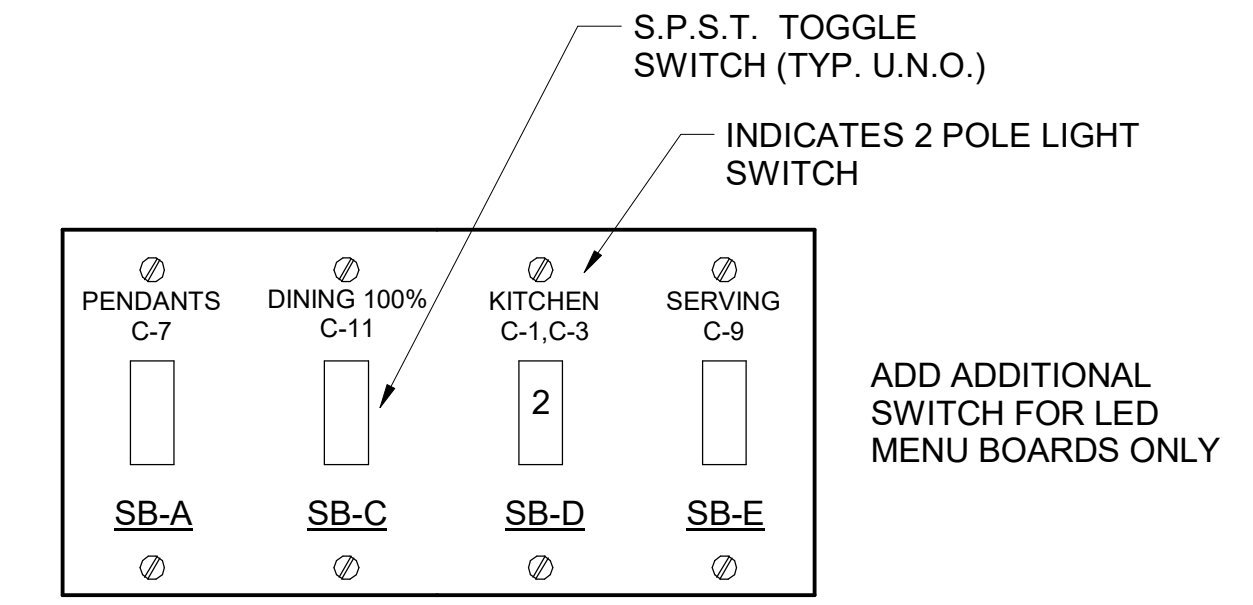 S.P.S.T. TOGGLE
SWITCH (TYP. U.N.O.)
INDICATES 2 POLE LIGHT
SWITCH
PENDANTS
C-7
DINING 100%
C-11
KITCHEN
C-1,C-3
SERVING
C-9
2
SB-A
SB-C
SB-D
SB-E
ADD ADDITIONAL
SWITCH FOR LED
MENU BOARDS ONLY